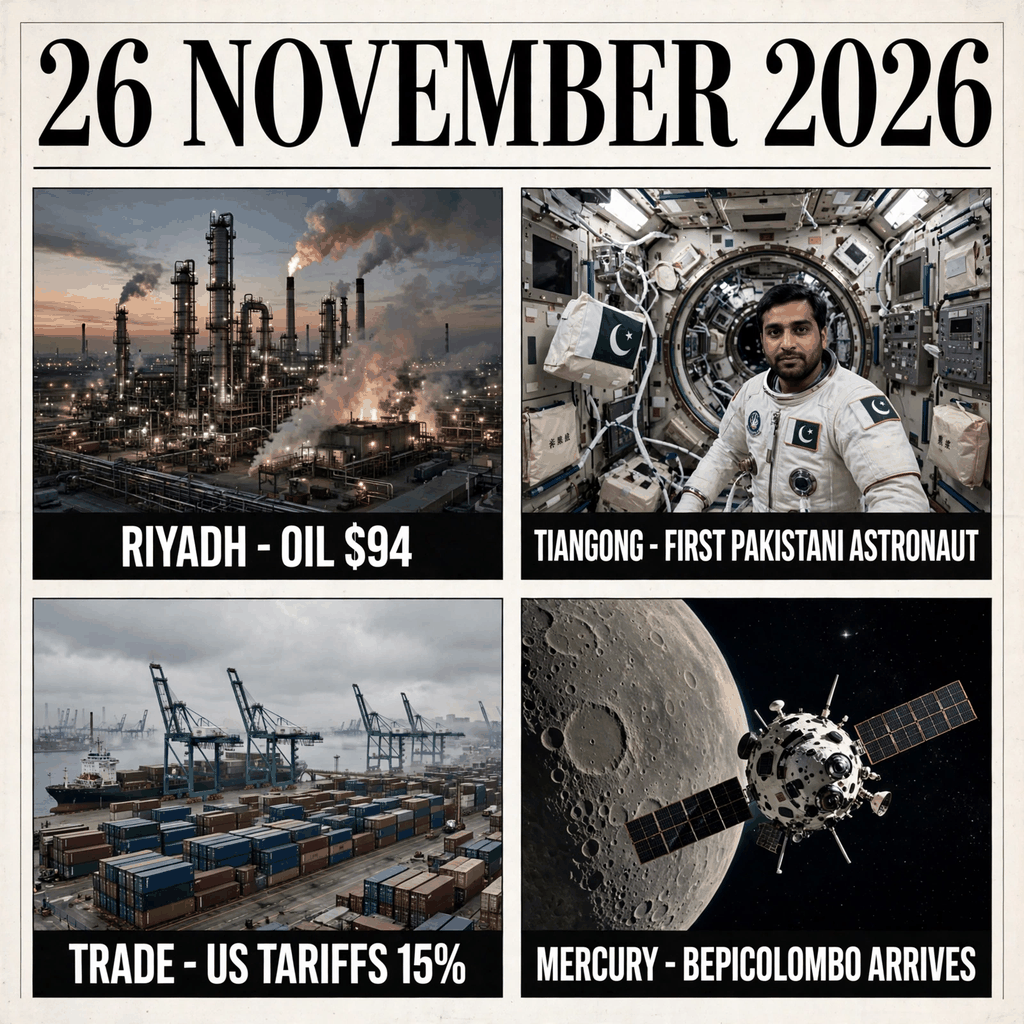 26 NOVEMBER 2026
RIYADH - OIL $94
TIANGONG - FIRST PAKISTANI ASTRONAUT
TRADE - US TARIFFS 15%
MERCURY - BEPICOLOMBO ARRIVES